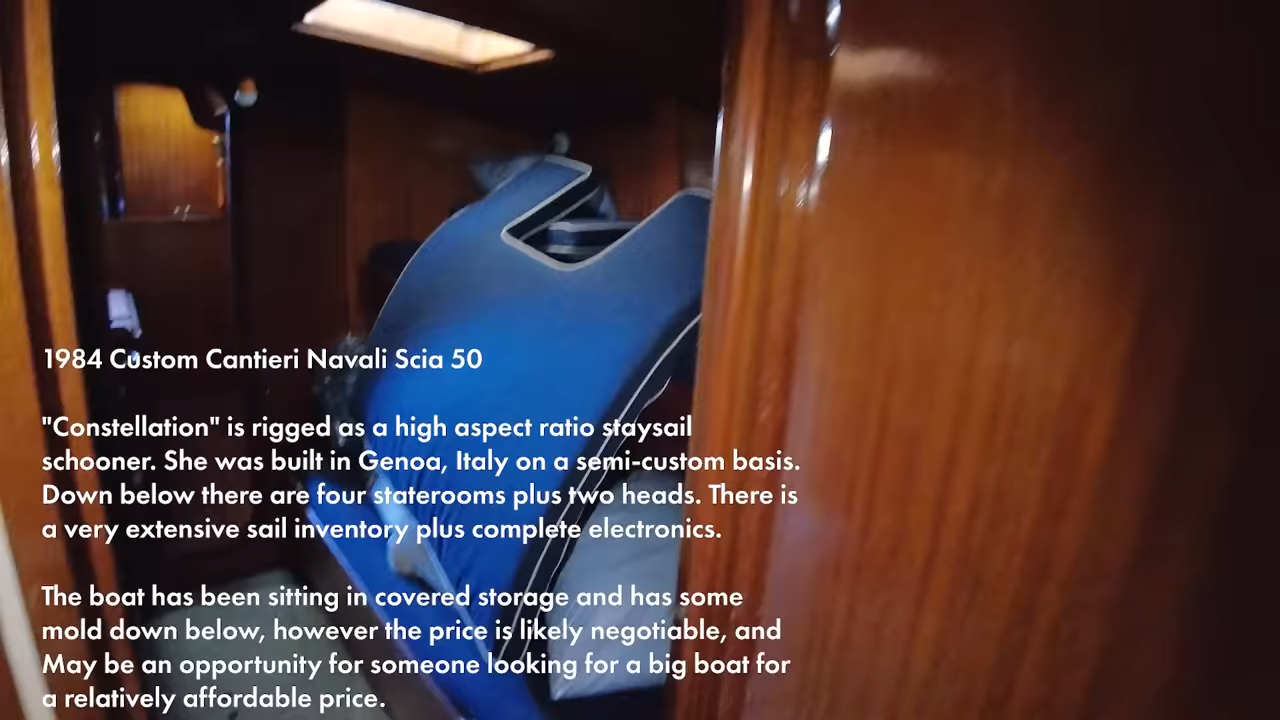 1984 Custom Cantieri Navali Scia 50
"Constellation" is rigged as a high aspect ratio staysail
schooner. She was built in Genoa, Italy on a semi-custom basis.
Down below there are four staterooms plus two heads. There is
a very extensive sail inventory plus complete electronics.
The boat has been sitting in covered storage and has some
mold down below, however the price is likely negotiable, and
May be an opportunity for someone looking for a big boat for
a relatively affordable price.